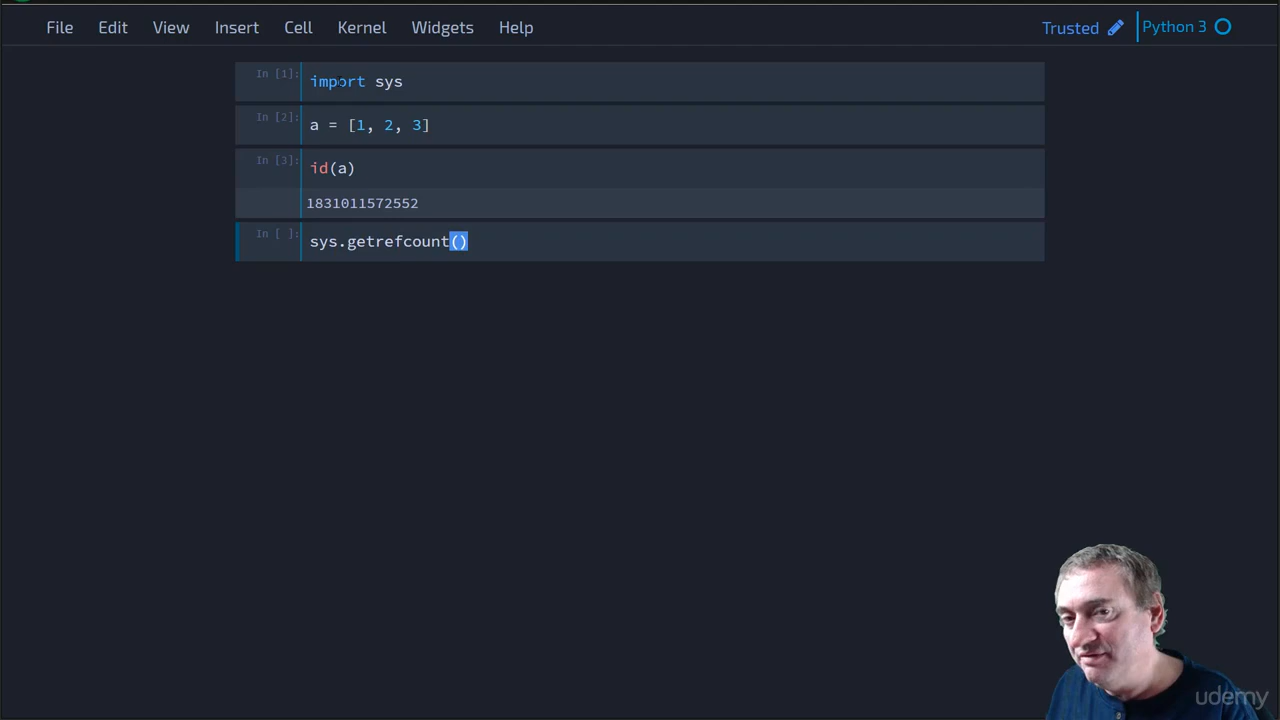 File Edit View Insert Cell Kernel Widgets Help Trusted Python 3
In [1]: import sys
In [2]: a = [1, 2, 3]
In [3]: id(a)
1831011572552
In [ ]: sys.getrefcount()
udemy